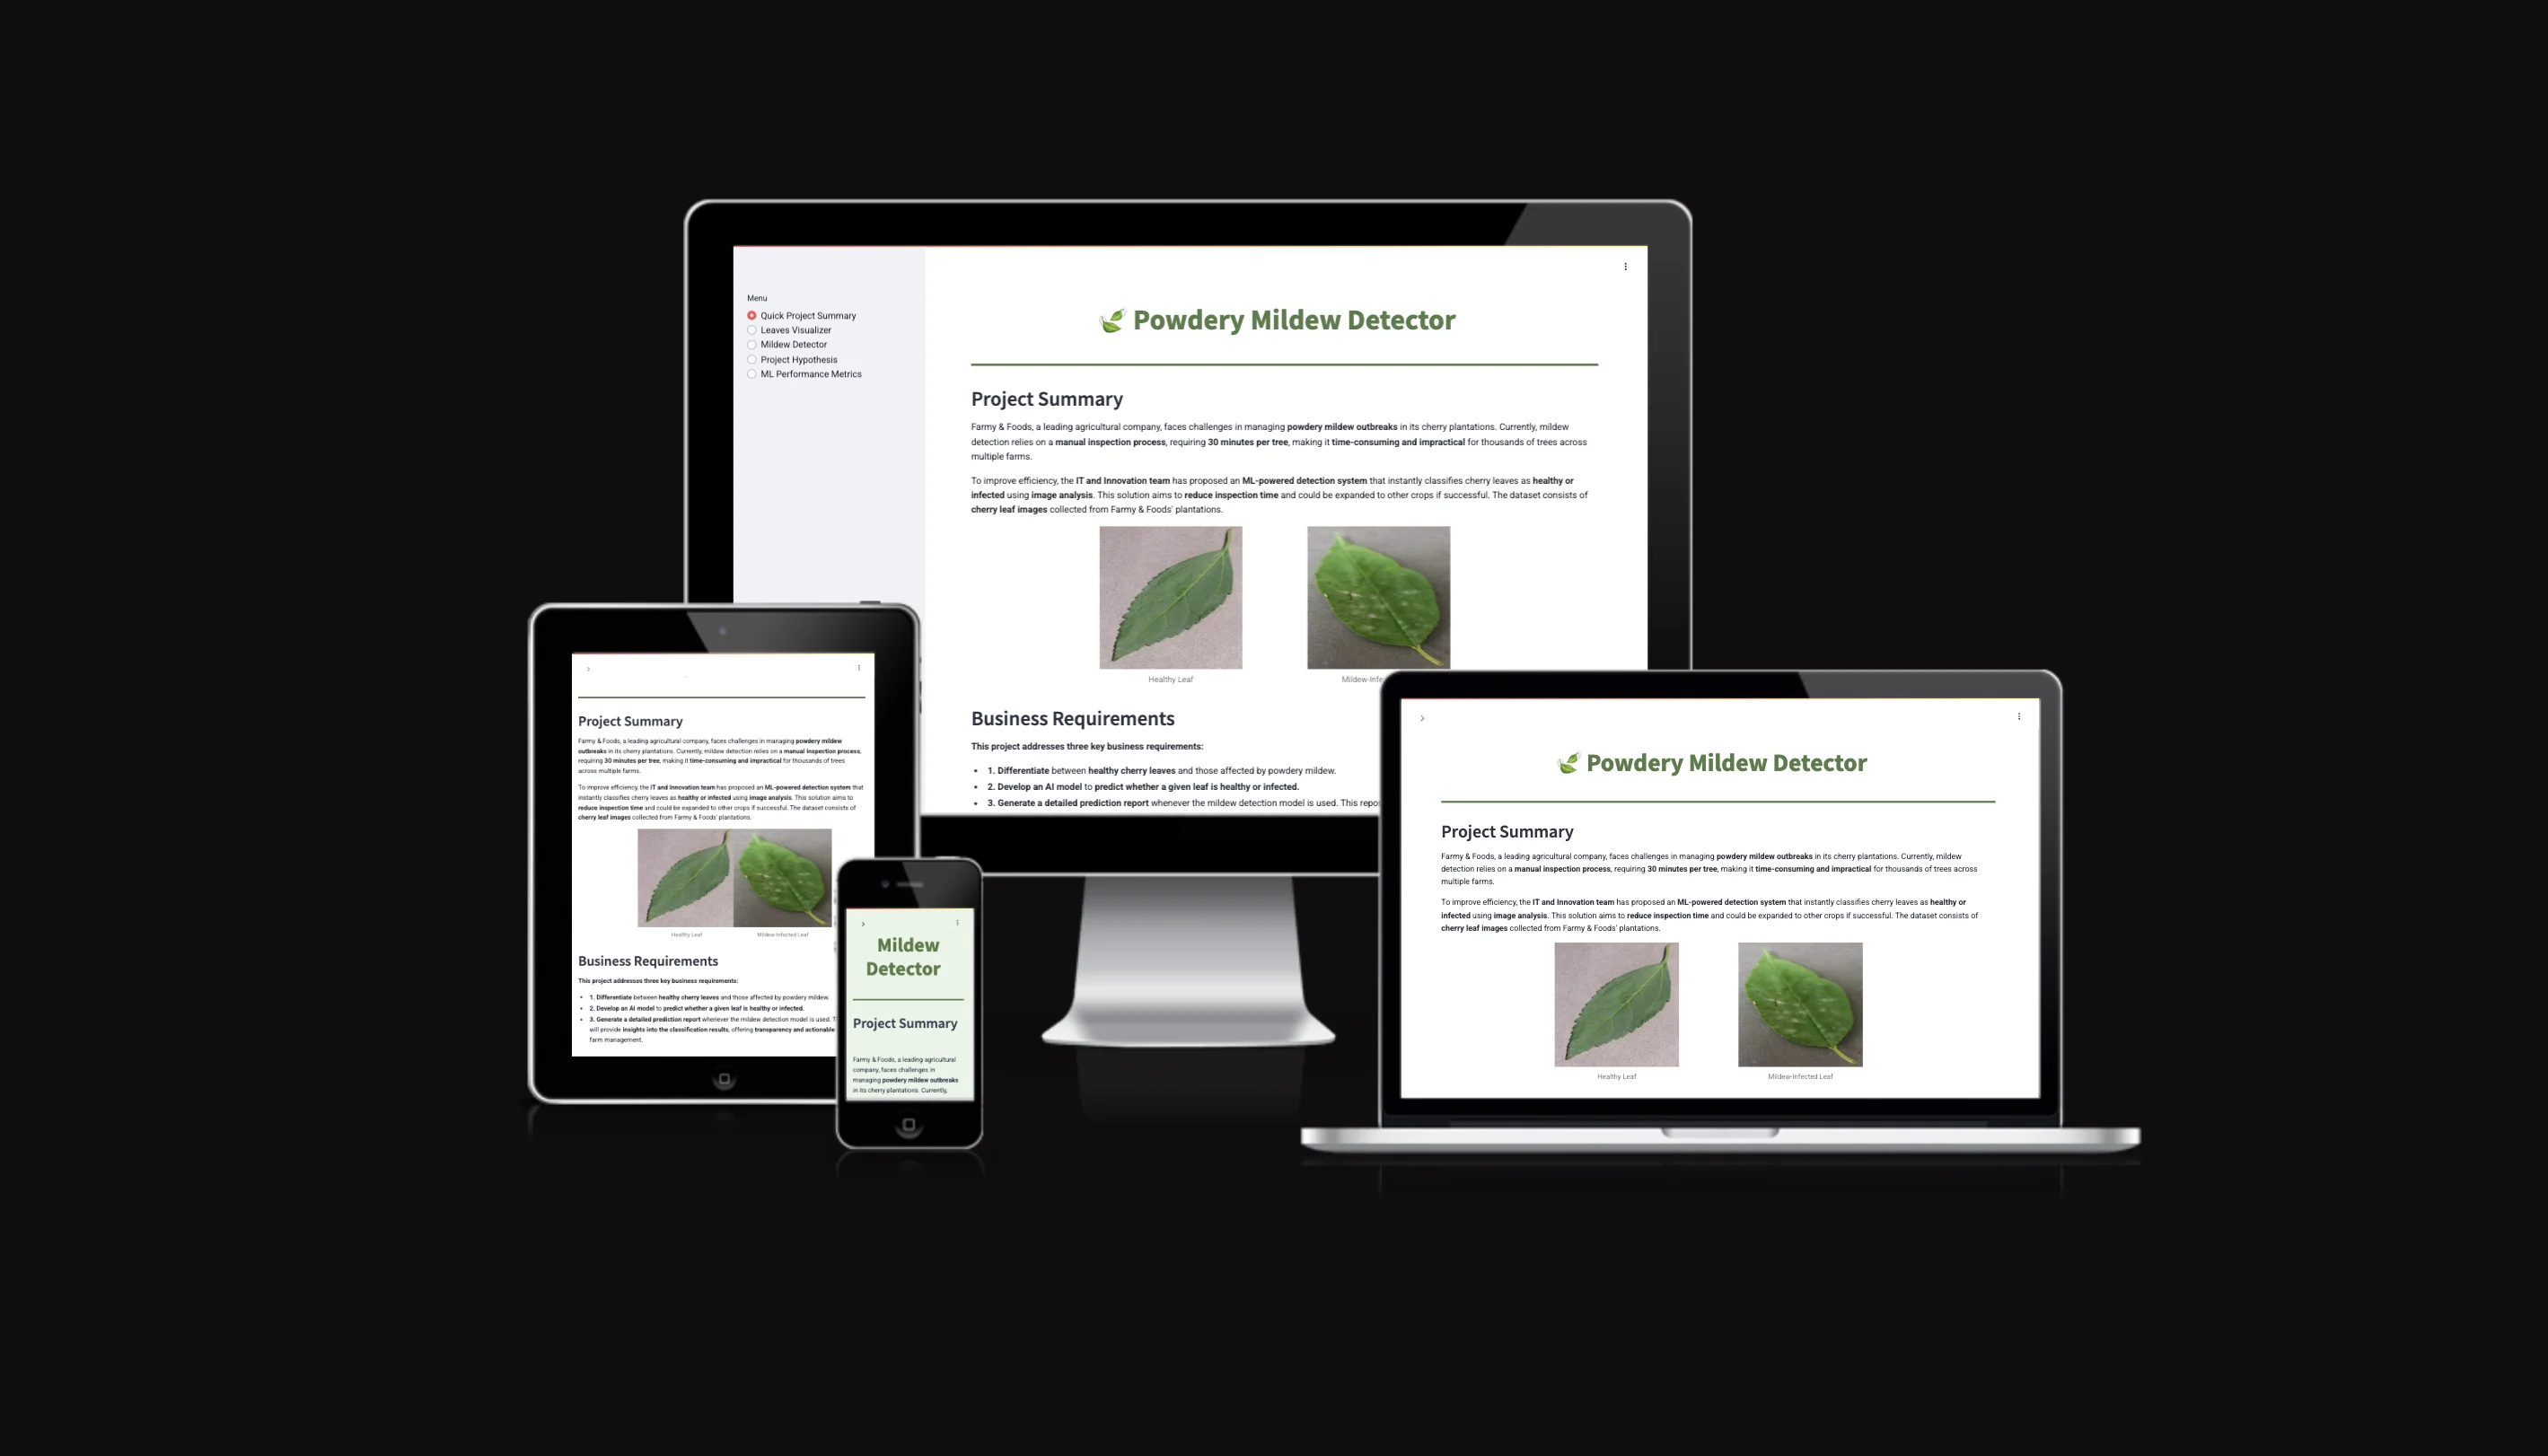 Menu
Quick Project Summary
Leaves Visualizer
Mildew Detector
Project Hypothesis
ML Performance Metrics
Powdery Mildew Detector
Project Summary
Farmy & Foods, a leading agricultural company, faces challenges in managing powdery mildew outbreaks in its cherry plantations. Currently, mildew
detection relies on a manual inspection process, requiring 30 minutes per tree, making it time-consuming and impractical for thousands of trees across
multiple farms.
To improve efficiency, the IT and Innovation team has proposed an ML-powered detection system that instantly classifies cherry leaves as healthy or
infected using image analysis. This solution aims to reduce inspection time and could be expanded to other crops if successful. The dataset consists of
cherry leaf images collected from Farmy & Foods' plantations.
Healthy Leaf
Mildew-Infe
Business Requirements
This project addresses three key business requirements:
1. Differentiate between healthy cherry leaves and those affected by powdery mildew.
2. Develop an AI model to predict whether a given leaf is healthy or infected.
3. Generate a detailed prediction report whenever the mildew detection model is used. This repo
Project Summary
Farmy & Foods, a leading agricultural company, faces challenges in managing powdery mildew
outbreaks in its cherry plantations. Currently, mildew detection relies on a manual inspection process,
requiring 30 minutes per tree, making it time-consuming and impractical for thousands of trees
across multiple farms.
To improve efficiency, the IT and Innovation team has proposed an ML-powered detection system that
instantly classifies cherry leaves as healthy or infected using image analysis. This solution aims to
reduce inspection time and could be expanded to other crops if successful. The dataset consists of
cherry leaf images collected from Farmy & Foods' plantations.
Healthy Leaf
Mildew-Infected Leaf
Business Requirements
This project addresses three key business requirements:
1. Differentiate between healthy cherry leaves and those affected by powdery mildew.
2. Develop an AI model to predict whether a given leaf is healthy or infected.
3. Generate a detailed prediction report whenever the mildew detection model is used. T
will provide insights into the classification results, offering transparency and actionable
farm management.
Mildew
Detector
Project Summary
Farmy & Foods, a leading agricultural
company, faces challenges in
managing powdery mildew outbreaks
in its cherry plantations. Currently,
Powdery Mildew Detector
Project Summary
Farmy & Foods, a leading agricultural company, faces challenges in managing powdery mildew outbreaks in its cherry plantations. Currently, mildew
detection relies on a manual inspection process, requiring 30 minutes per tree, making it time-consuming and impractical for thousands of trees across
multiple farms.
To improve efficiency, the IT and Innovation team has proposed an ML-powered detection system that instantly classifies cherry leaves as healthy or
infected using image analysis. This solution aims to reduce inspection time and could be expanded to other crops if successful. The dataset consists of
cherry leaf images collected from Farmy & Foods' plantations.
Healthy Leaf
Mildew-Infected Leaf